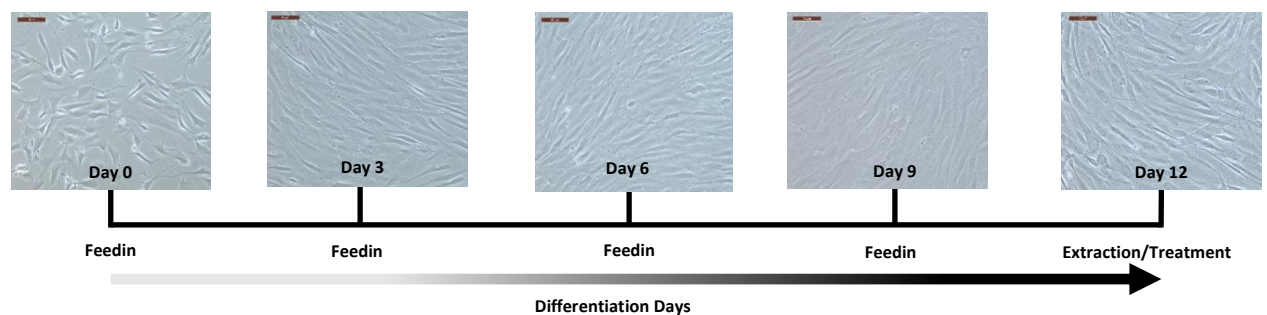 Day 0
Day 3
Day 6
Day 9
Day 12
Feedin
Feedin
Feedin
Feedin
Extraction/Treatment
Differentiation Days